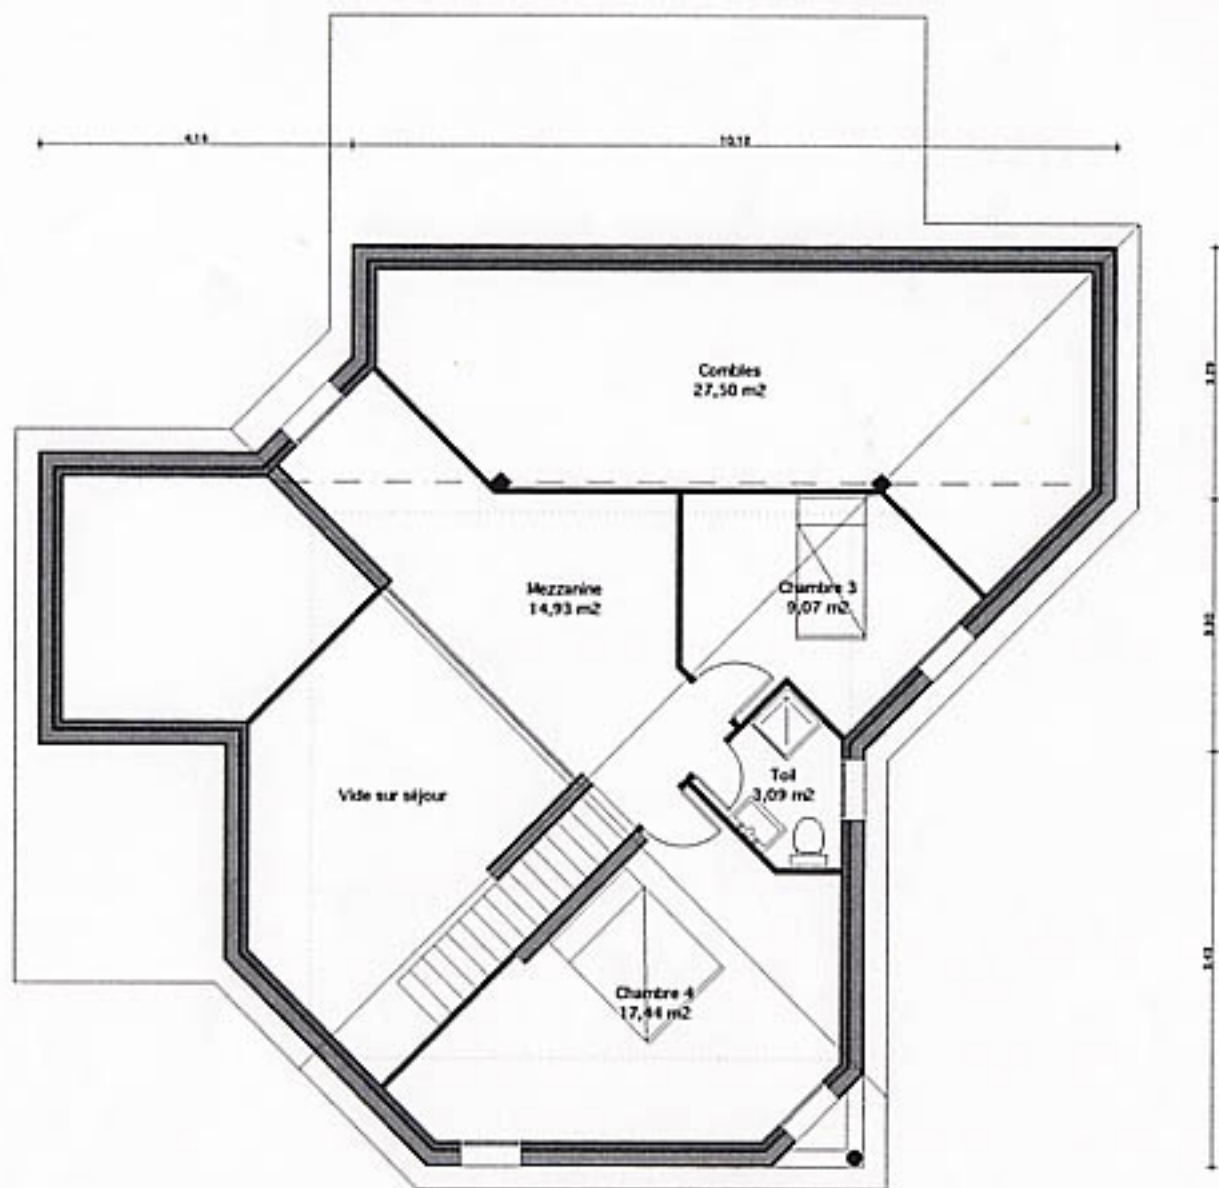 10,18
Combles
27,50 m2
Mezzanine
14,93 m2
Chambre 3
9,07 m2
Vide sur séjour
Toil
3,09 m2
Chambre 4
17,44 m2